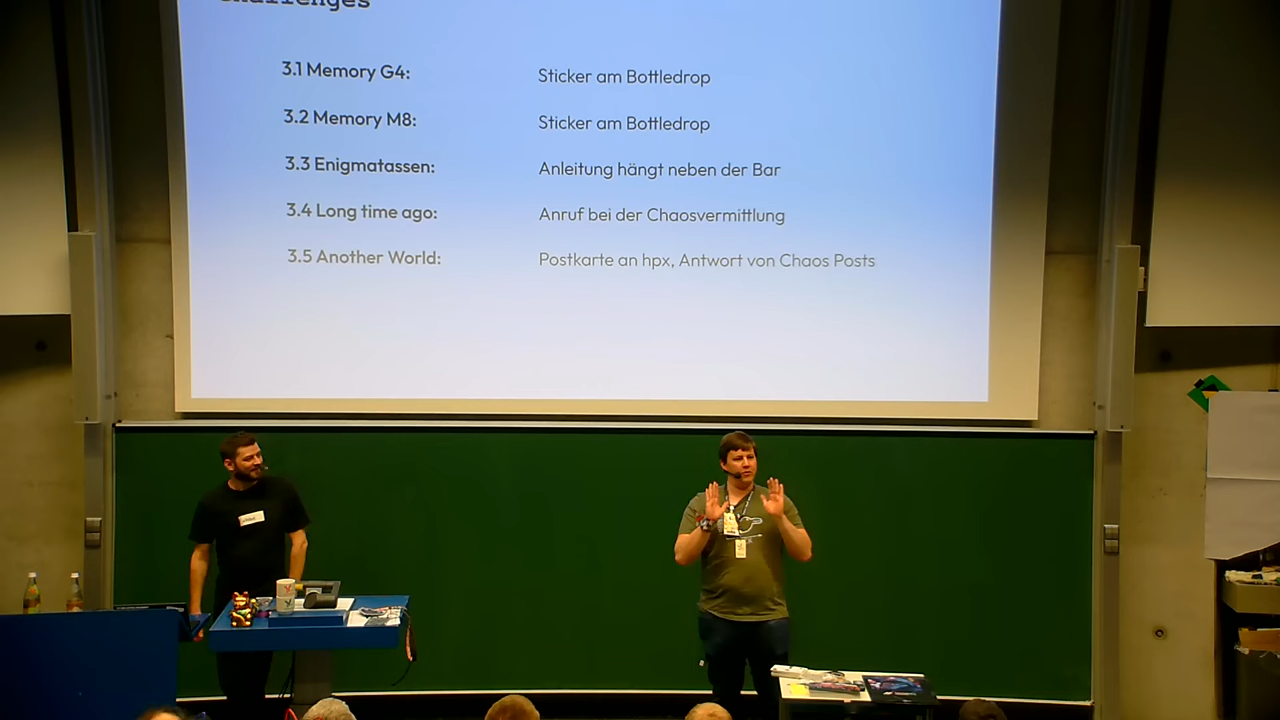 Challenges
3.1 Memory G4: Sticker am Bottledrop
3.2 Memory M8: Sticker am Bottledrop
3.3 Enigmatassen: Anleitung hängt neben der Bar
3.4 Long time ago: Anruf bei der Chaosvermittlung
3.5 Another World: Postkarte an hpx, Antwort von Chaos Posts